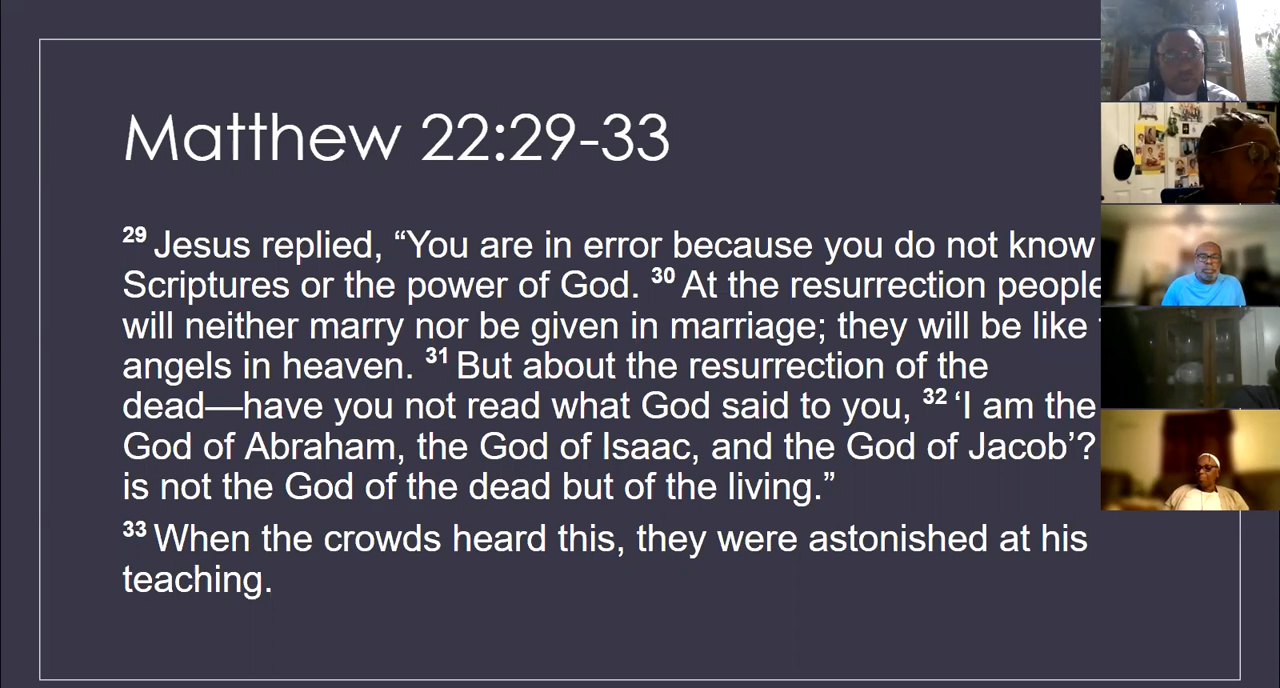 Matthew 22:29-33
29 Jesus replied, “You are in error because you do not know
Scriptures or the power of God. 30 At the resurrection people
will neither marry nor be given in marriage; they will be like
angels in heaven. 31 But about the resurrection of the
dead—have you not read what God said to you, 32 ‘I am the
God of Abraham, the God of Isaac, and the God of Jacob’?
is not the God of the dead but of the living.”
33 When the crowds heard this, they were astonished at his
teaching.